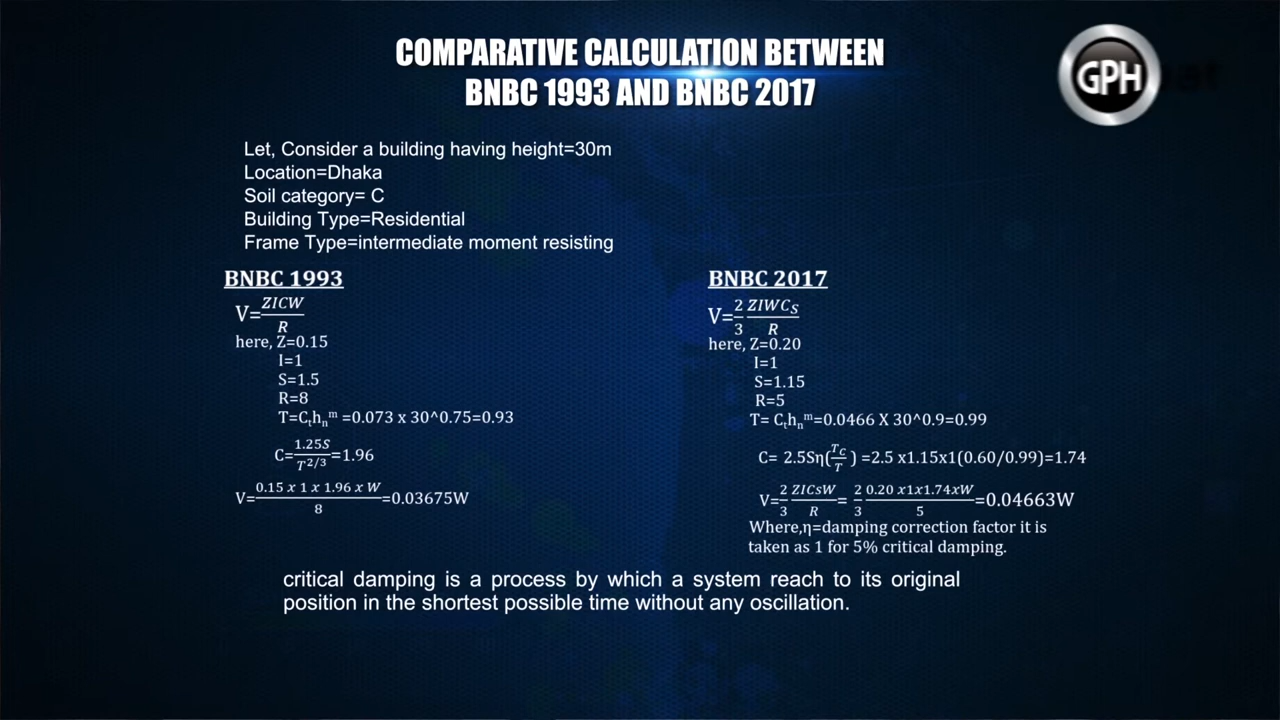 COMPARATIVE CALCULATION BETWEEN
BNBC 1993 AND BNBC 2017
GPH
Let, Consider a building having height=30m
Location=Dhaka
Soil category= C
Building Type=Residential
Frame Type=intermediate moment resisting
BNBC 1993
V=ZICW/R
here, Z=0.15
I=1
S=1.5
R=8
T=Cₜhₙᵐ =0.073 x 30^0.75=0.93
C=1.25S/T^2/3=1.96
V=0.15 x 1 x 1.96 x W/8=0.03675W
BNBC 2017
V=2/3 ZIWCs/R
here, Z=0.20
I=1
S=1.15
R=5
T= Cₜhₙᵐ=0.0466 X 30^0.9=0.99
C= 2.5Sη(Tc/T) =2.5 x1.15x1(0.60/0.99)=1.74
V=2/3 ZICsW/R= 2/3 0.20 x1x1.74xW/5=0.04663W
Where,η=damping correction factor it is
taken as 1 for 5% critical damping.
critical damping is a process by which a system reach to its original
position in the shortest possible time without any oscillation.